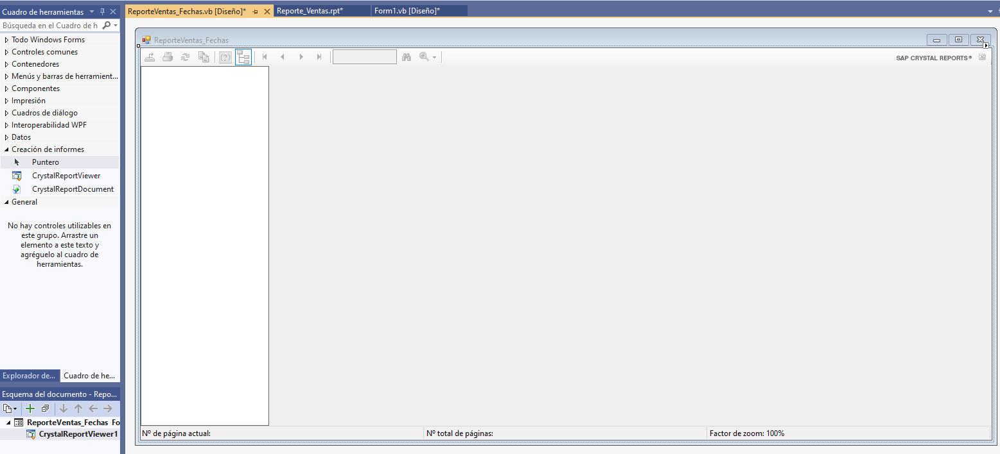 Cuadro de herramientas
Búsqueda en el Cuadro de h
Todo Windows Forms
Controles comunes
Contenedores
Menús y barras de herramient...
Componentes
Impresión
Cuadros de diálogo
Interoperabilidad WPF
Datos
Creación de informes
Puntero
CrystalReportViewer
CrystalReportDocument
General
No hay controles utilizables en
este grupo. Arrastre un
elemento a este texto y
agréguelo al cuadro de
herramientas.
Explorador de... Cuadro de he...
Esquema del documento - Repo...
ReporteVentas_Fechas Fo
CrystalReportViewer1
ReporteVentas_Fechas.vb [Diseño]* Reporte_Ventas.rpt* Form1.vb [Diseño]*
ReporteVentas_Fechas
SAP CRYSTAL REPORTS®
Nº de página actual: Nº total de páginas: Factor de zoom: 100%